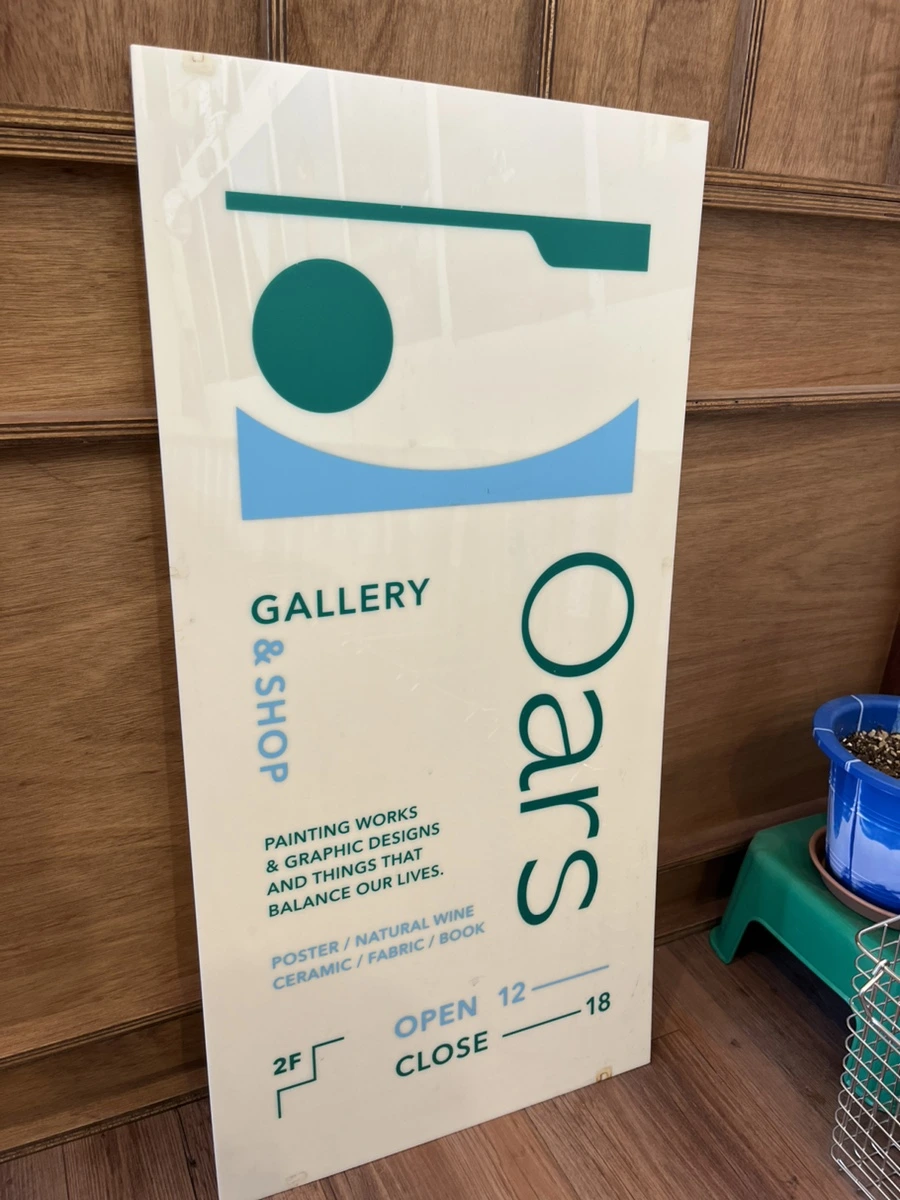 GALLERY
& SHOP
Oars
PAINTING WORKS
& GRAPHIC DESIGNS
AND THINGS THAT
BALANCE OUR LIVES.
POSTER / NATURAL WINE
CERAMIC / FABRIC / BOOK
OPEN 12
CLOSE 18
2F